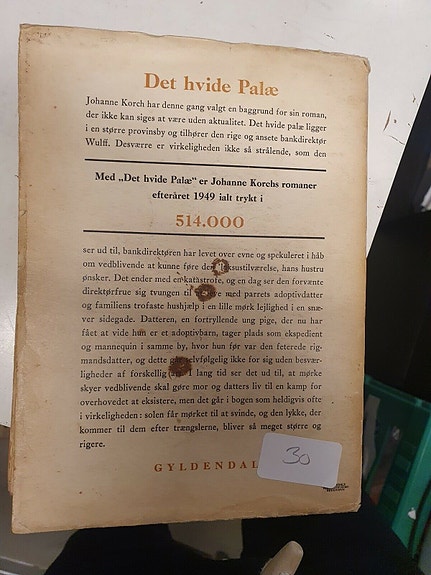 Det hvide Palæ
Johanne Korch har denne gang valgt en baggrund for sin roman,
der ikke kan siges at være uden aktualitet. Det hvide palæ ligger
i en større provinsby og tilhører den rige og ansete bankdirektør
Wulff. Desværre er virkeligheden ikke så strålende, som den
Med „Det hvide Palæ“ er Johanne Korchs romaner
efteråret 1949 ialt trykt i
514.000
ser ud til, bankdirektøren har levet over evne og spekuleret i håb
om vedblivende at kunne føre den luksustilværelse, hans hustru
ønsker. Det ender med en katastrofe, og en dag ser den forvænte
direktørfrue sig tvungen til at leve med parrets adoptivdatter
og familiens trofaste hushjælp i en lille mørk lejlighed i en snæ-
ver sidegade. Datteren, en fortryllende ung pige, der nu har
fået at vide hun er et adoptivbarn, tager plads som ekspedient
og mannequin i samme by, hvor hun før var den feterede rig-
mandsdatter, og dette selvfølgelig ikke for sig uden besvær-
ligheder af forskellig lang tid ser det ud til, at mørke
skyer vedblivende skal gøre mor og datters liv til en kamp for
overhovedet at eksistere, men det går i bogen som heldigvis ofte
i virkeligheden: solen får mørket til at svinde, og den lykke, der
kommer til dem efter trængslerne, bliver så meget større og
rigere.
GYLDENDAL
30